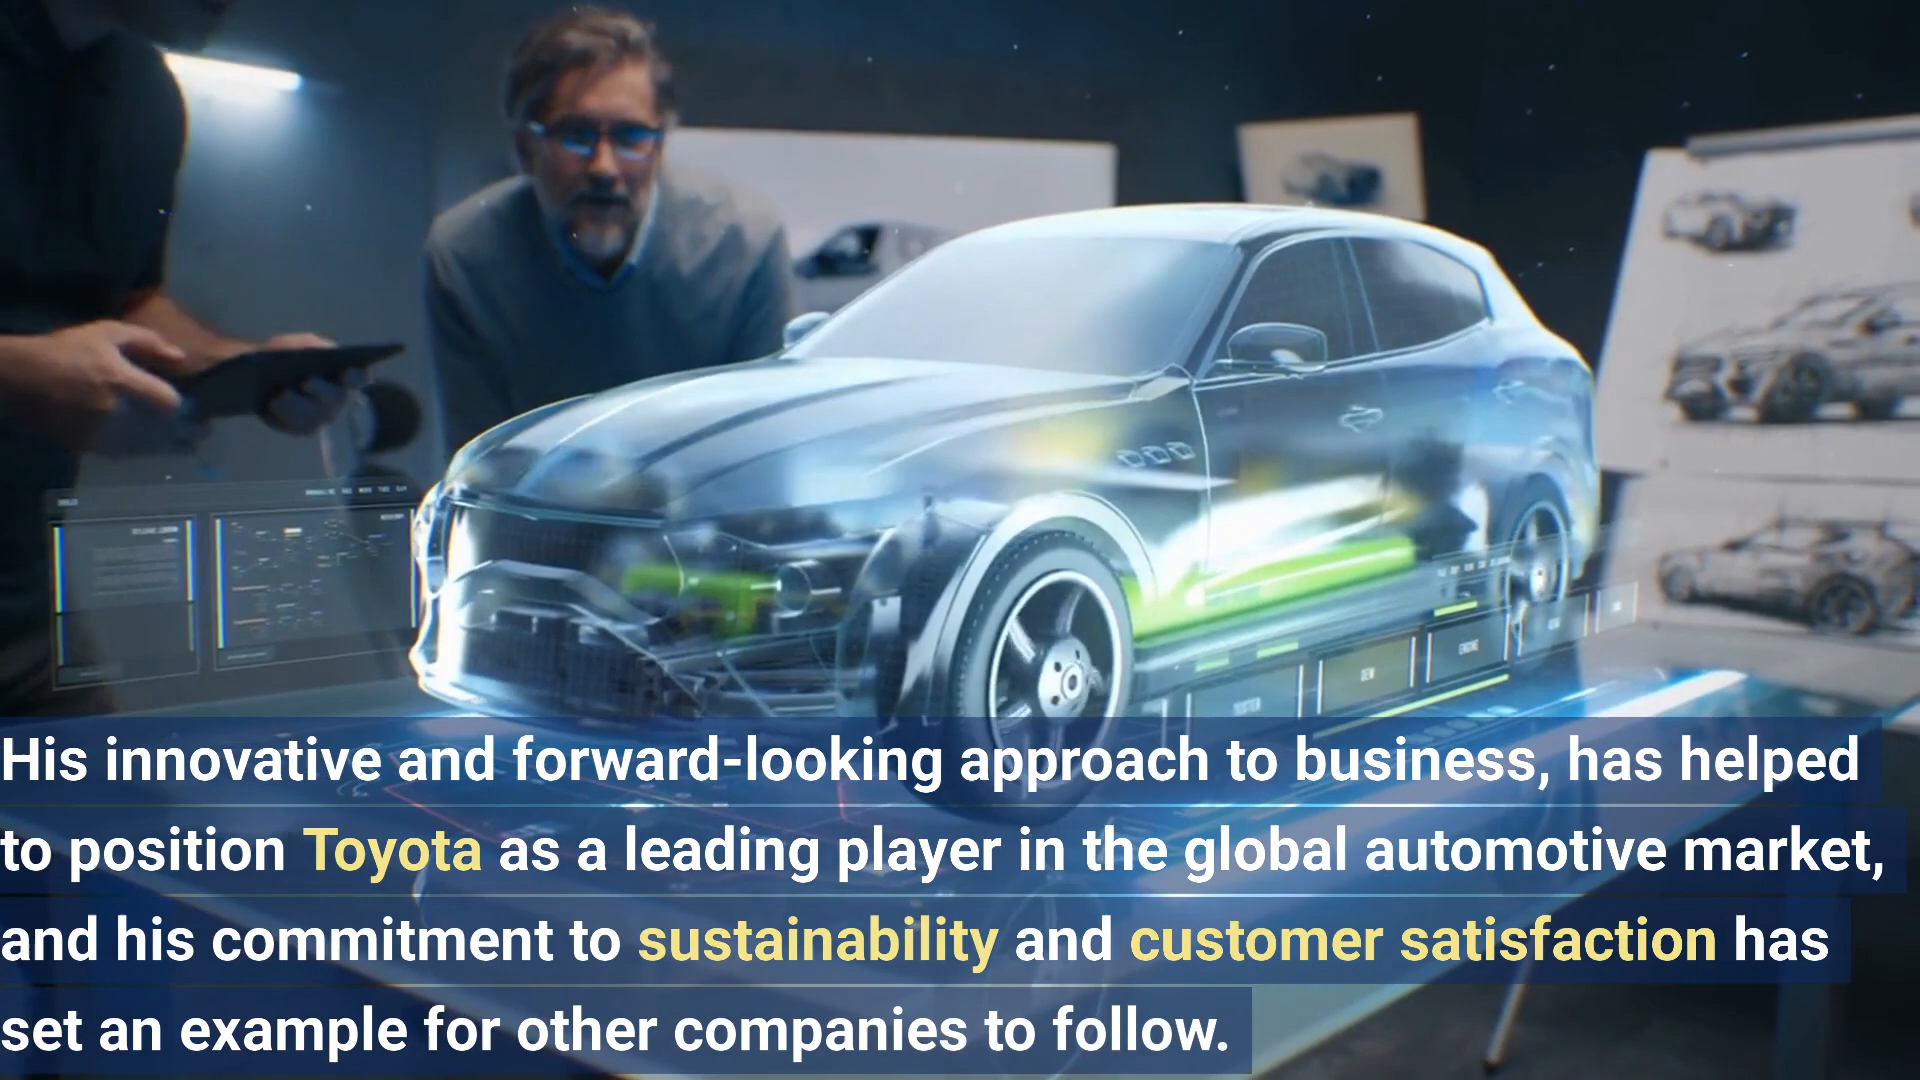 ENGINE
His innovative and forward-looking approach to business, has helped
to position Toyota as a leading player in the global automotive market,
and his commitment to sustainability and customer satisfaction has
set an example for other companies to follow.